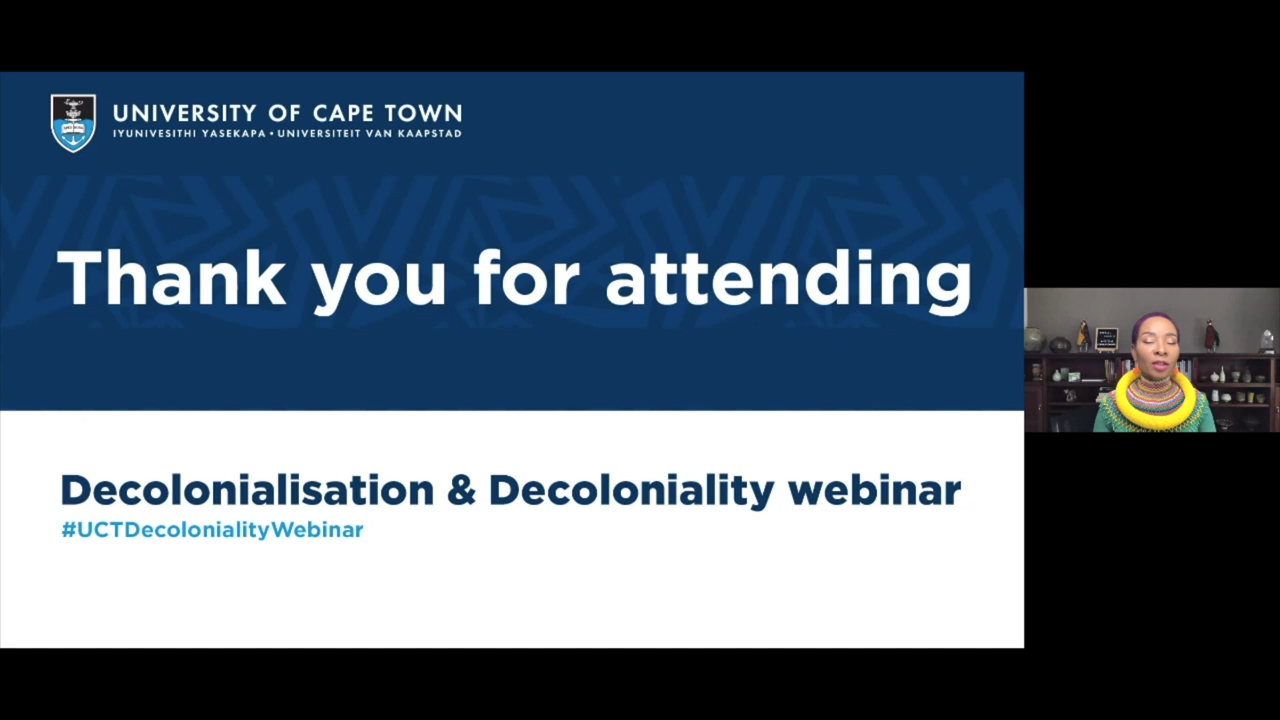 UNIVERSITY OF CAPE TOWN
IYUNIVESITHI YASEKAPA • UNIVERSITEIT VAN KAAPSTAD
Thank you for attending
Decolonialisation & Decoloniality webinar
#UCTDecolonialityWebinar